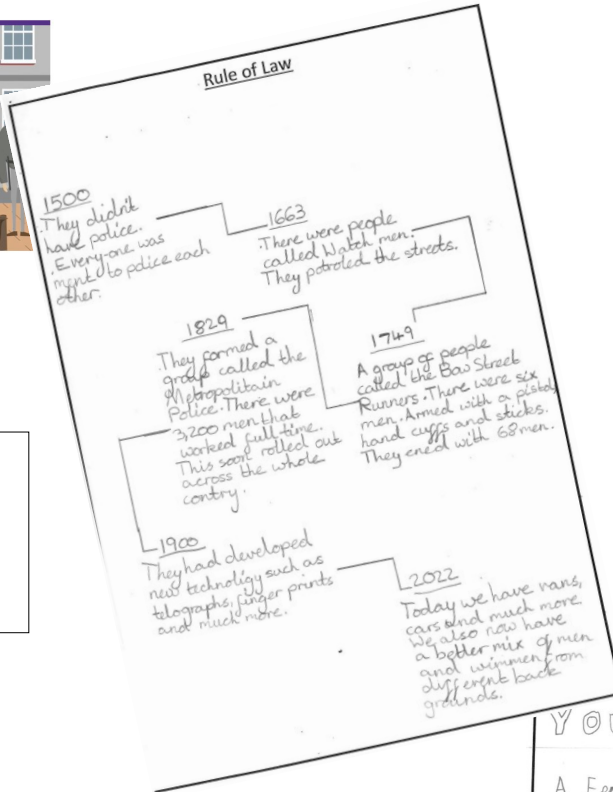 Rule of Law
1500
They didn't
have police.
. Every-one was
ment to police each
other.
1663
.There were people
called Watch men.
They potroled the streets.
1749
A group of people
called the Bow Street
Runners. There were six
men. Armed with a pistol,
hand cuffs and sticks.
They ened with 68 men.
1829
They formed a
group called the
Metropolitain
Police. There were
3,200 men that
worked full time.
This soon rolled out
across the whole
contry.
1900
They had developed
new technoligy such as
telographs, finger prints
and much more.
2022
Today we have vans,
cars and much more
We also now have
a better mix of men
and wimmen from
different back
grounds.
YOU
A Fee